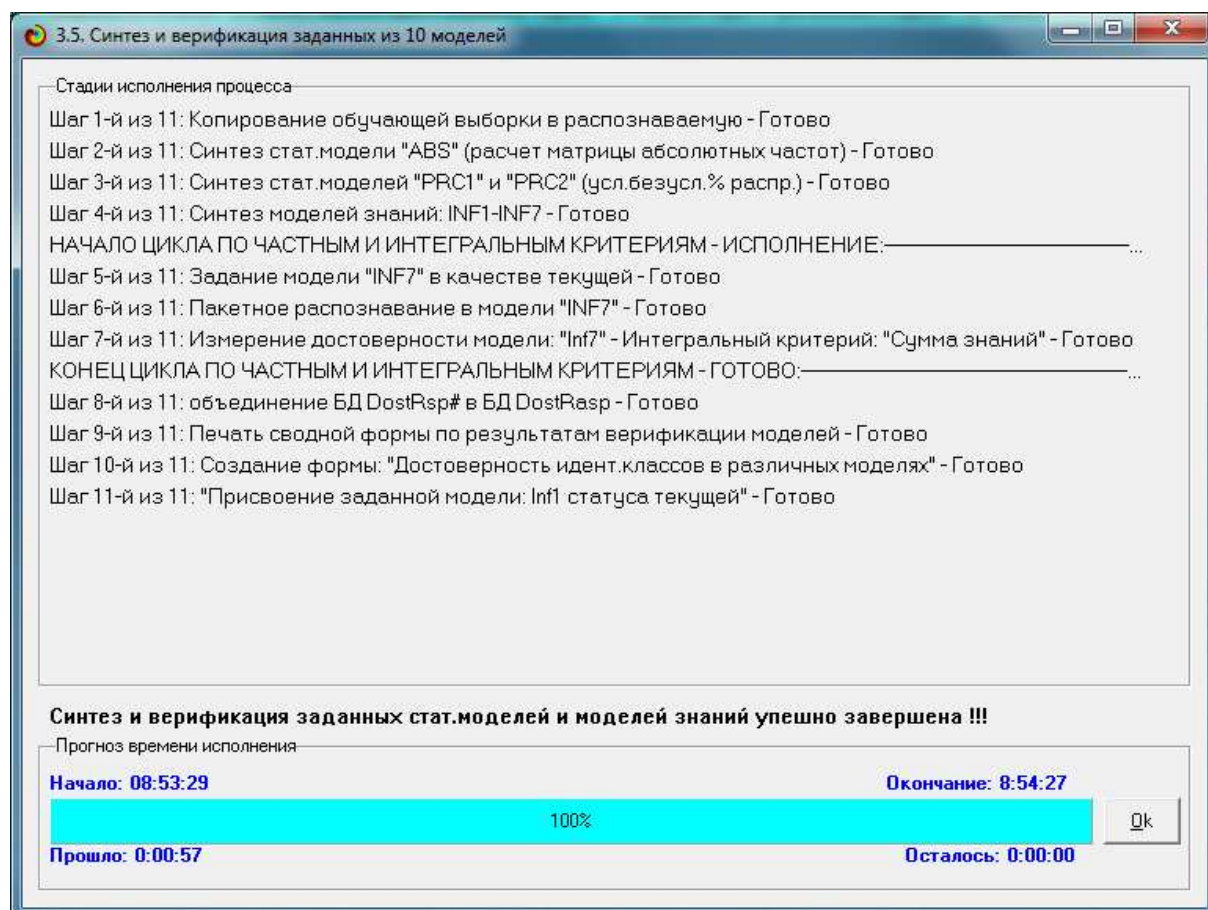 3.5. Синтез и верификация заданных из 10 моделей
Стадии исполнения процесса
Шаг 1-й из 11: Копирование обучающей выборки в распознаваемую - Готово
Шаг 2-й из 11: Синтез стат.модели "ABS" (расчет матрицы абсолютных частот) - Готово
Шаг 3-й из 11: Синтез стат.моделей "PRC1" и "PRC2" (усл.безусл.% распр.) - Готово
Шаг 4-й из 11: Синтез моделей знаний: INF1-INF7 - Готово
НАЧАЛО ЦИКЛА ПО ЧАСТНЫМ И ИНТЕГРАЛЬНЫМ КРИТЕРИЯМ - ИСПОЛНЕНИЕ:————————————...
Шаг 5-й из 11: Задание модели "INF7" в качестве текущей - Готово
Шаг 6-й из 11: Пакетное распознавание в модели "INF7" - Готово
Шаг 7-й из 11: Измерение достоверности модели: "Inf7" - Интегральный критерий: "Сумма знаний" - Готово
КОНЕЦ ЦИКЛА ПО ЧАСТНЫМ И ИНТЕГРАЛЬНЫМ КРИТЕРИЯМ - ГОТОВО:————————————————...
Шаг 8-й из 11: объединение БД DostRsp# в БД DostRasp - Готово
Шаг 9-й из 11: Печать сводной формы по результатам верификации моделей - Готово
Шаг 10-й из 11: Создание формы: "Достоверность идент.классов в различных моделях" - Готово
Шаг 11-й из 11: "Присвоение заданной модели: Inf1 статуса текущей" - Готово
Синтез и верификация заданных стат.моделей и моделей знаний упешно завершена !!!
Прогноз времени исполнения
Начало: 08:53:29 Окончание: 8:54:27
100% Ok
Прошло: 0:00:57 Осталось: 0:00:00